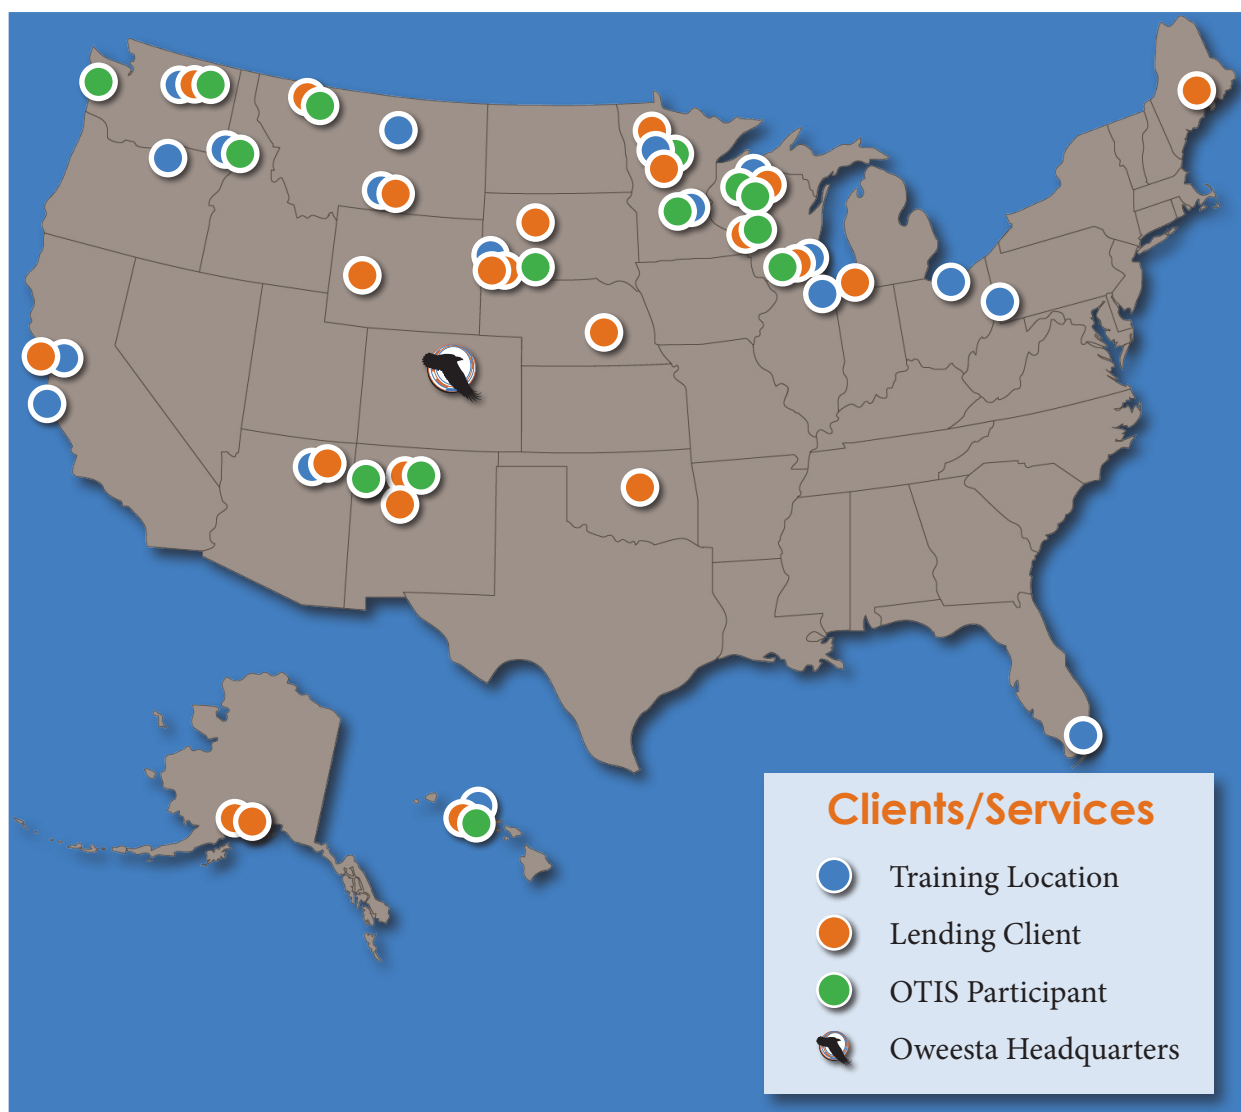 Clients/Services
Training Location
Lending Client
OTIS Participant
Oweesta Headquarters